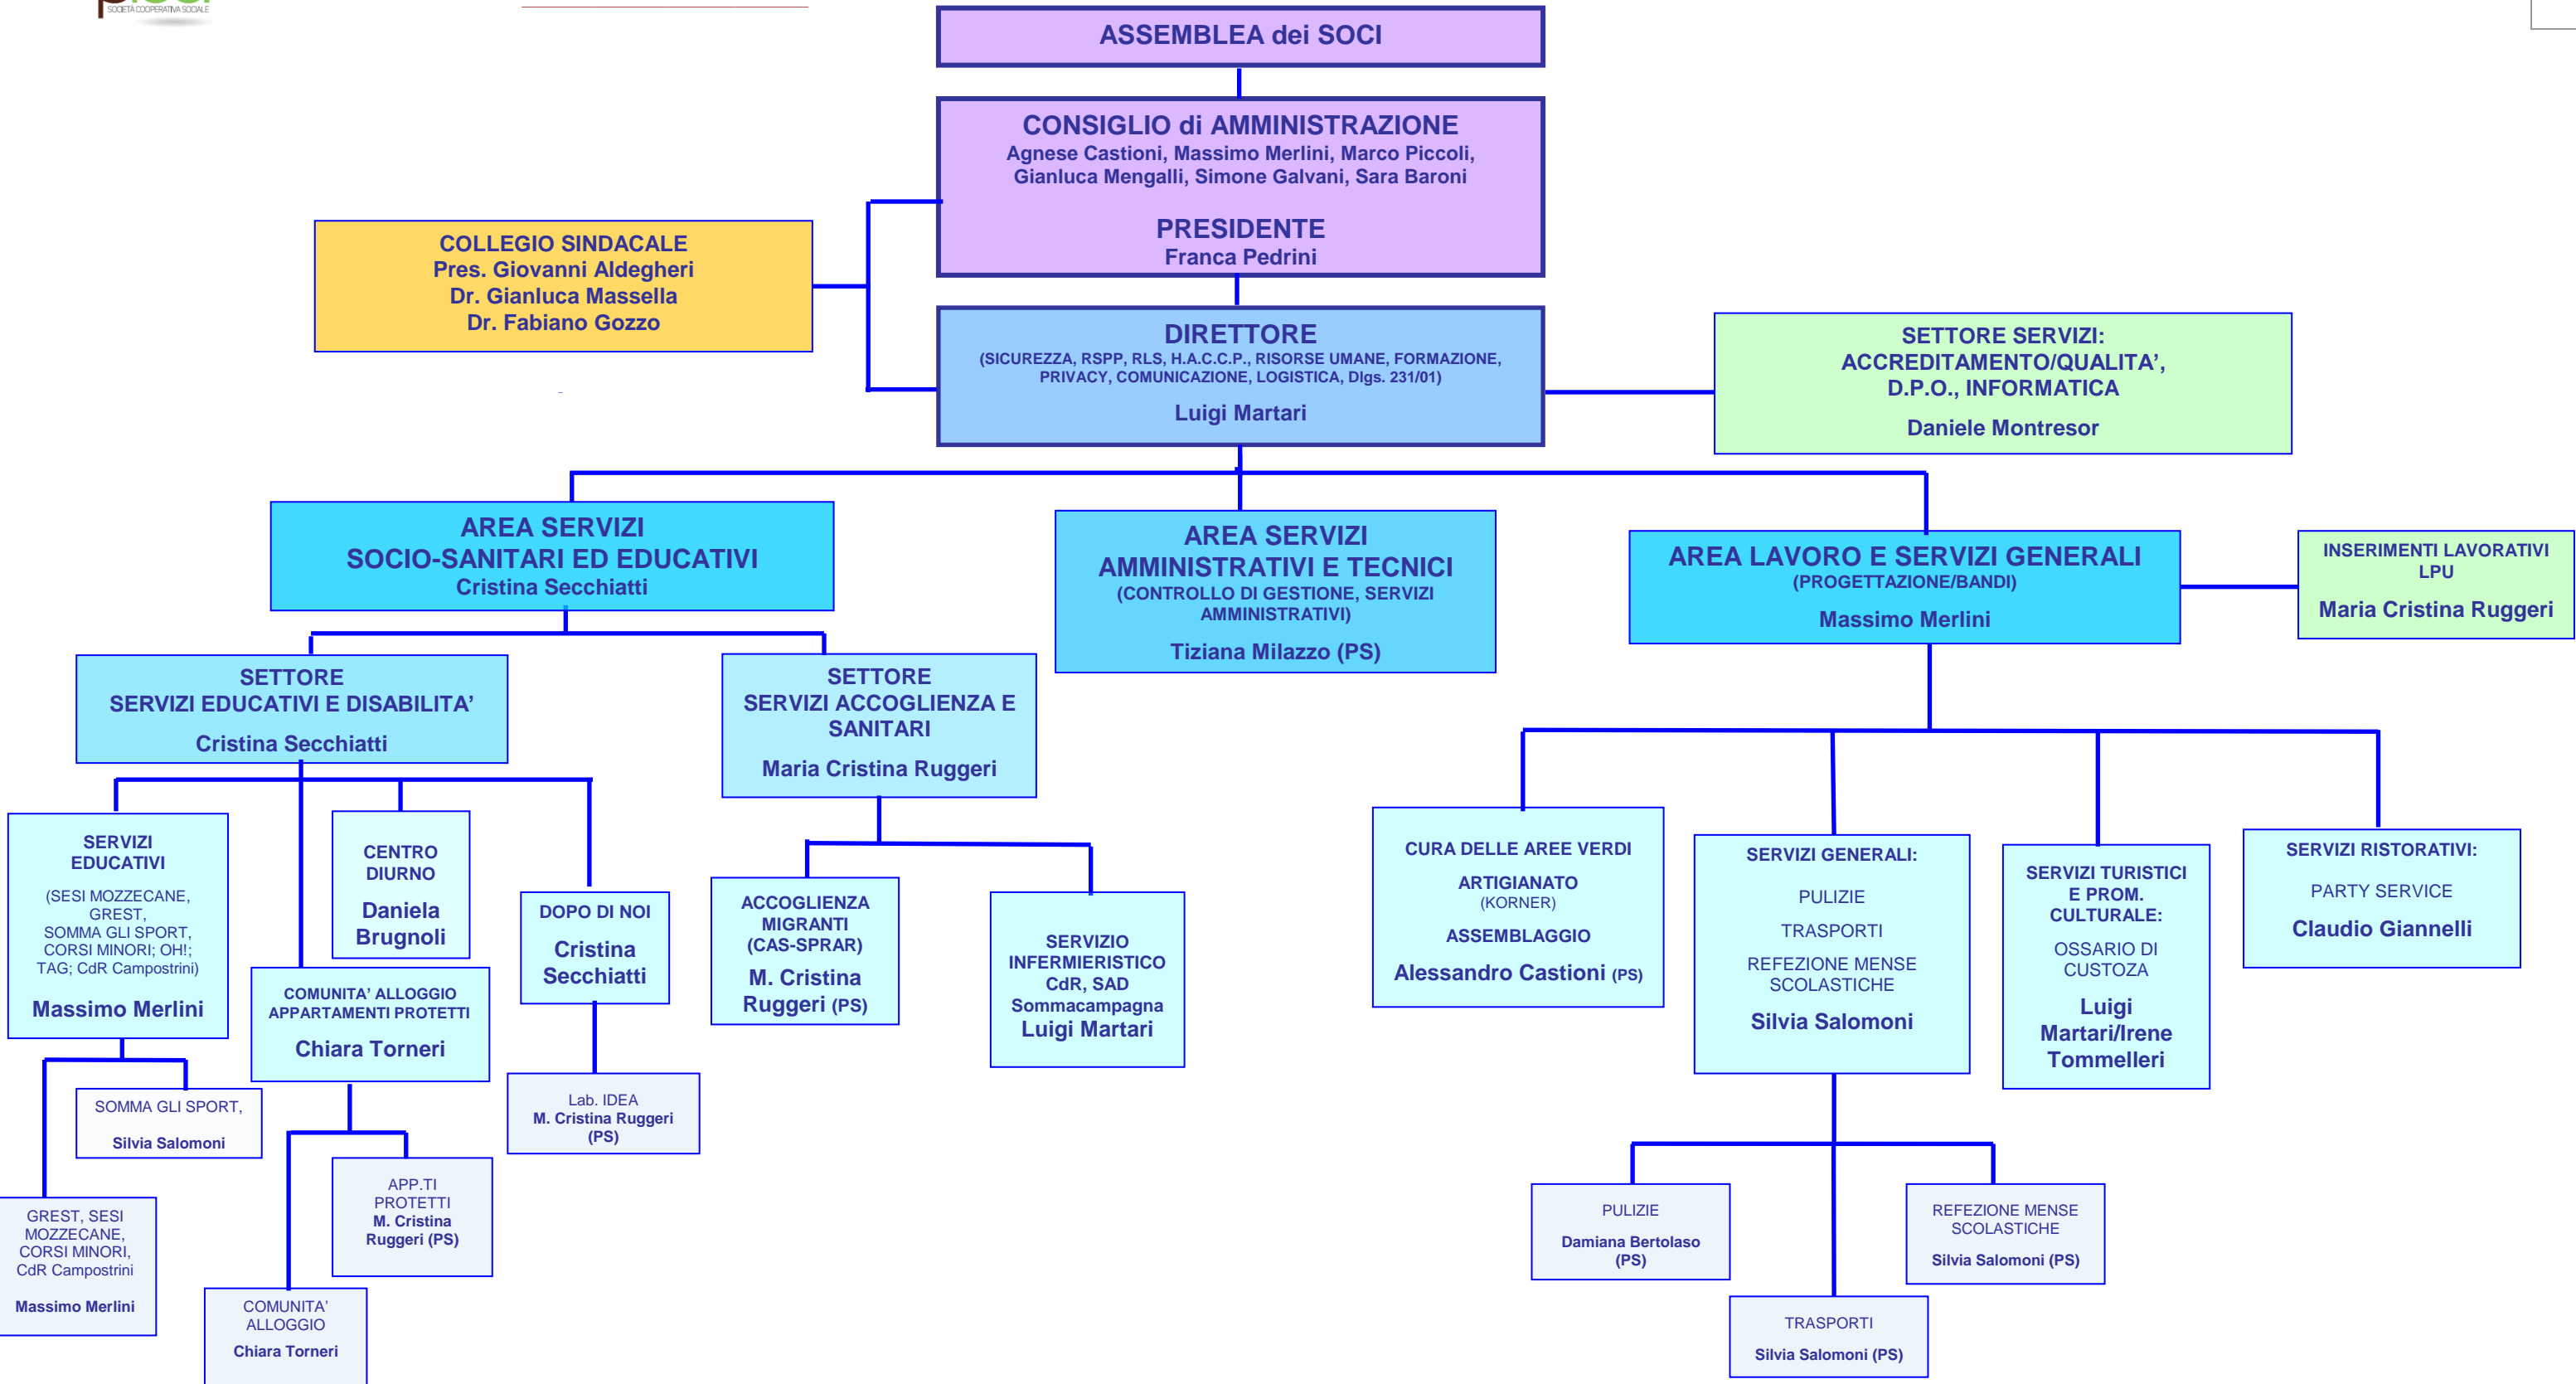 SOCIETÀ COOPERATIVA SOCIALE
ASSEMBLEA dei SOCI
CONSIGLIO di AMMINISTRAZIONE
Agnese Castioni, Massimo Merlini, Marco Piccoli,
Gianluca Mengalli, Simone Galvani, Sara Baroni
PRESIDENTE
Franca Pedrini
COLLEGIO SINDACALE
Pres. Giovanni Aldegheri
Dr. Gianluca Massella
Dr. Fabiano Gozzo
DIRETTORE
(SICUREZZA, RSPP, RLS, H.A.C.C.P., RISORSE UMANE, FORMAZIONE,
PRIVACY, COMUNICAZIONE, LOGISTICA, Dlgs. 231/01)
Luigi Martari
SETTORE SERVIZI:
ACCREDITAMENTO/QUALITA’,
D.P.O., INFORMATICA
Daniele Montresor
AREA SERVIZI
SOCIO-SANITARI ED EDUCATIVI
Cristina Secchiatti
AREA SERVIZI
AMMINISTRATIVI E TECNICI
(CONTROLLO DI GESTIONE, SERVIZI
AMMINISTRATIVI)
Tiziana Milazzo (PS)
AREA LAVORO E SERVIZI GENERALI
(PROGETTAZIONE/BANDI)
Massimo Merlini
INSERIMENTI LAVORATIVI
LPU
Maria Cristina Ruggeri
SETTORE
SERVIZI EDUCATIVI E DISABILITA’
Cristina Secchiatti
SETTORE
SERVIZI ACCOGLIENZA E
SANITARI
Maria Cristina Ruggeri
SERVIZI
EDUCATIVI
(SESI MOZZECANE,
GREST,
SOMMA GLI SPORT,
CORSI MINORI; OH!;
TAG; CdR Campostrini)
Massimo Merlini
CENTRO
DIURNO
Daniela
Brugnoli
COMUNITA’ ALLOGGIO
APPARTAMENTI PROTETTI
Chiara Torneri
DOPO DI NOI
Cristina
Secchiatti
ACCOGLIENZA
MIGRANTI
(CAS-SPRAR)
M. Cristina
Ruggeri (PS)
SERVIZIO
INFERMIERISTICO
CdR, SAD
Sommacampagna
Luigi Martari
CURA DELLE AREE VERDI
ARTIGIANATO
(KORNER)
ASSEMBLAGGIO
Alessandro Castioni (PS)
SERVIZI GENERALI:
PULIZIE
TRASPORTI
REFEZIONE MENSE
SCOLASTICHE
Silvia Salomoni
SERVIZI TURISTICI
E PROM.
CULTURALE:
OSSARIO DI
CUSTOZA
Luigi
Martari/Irene
Tommelleri
SERVIZI RISTORATIVI:
PARTY SERVICE
Claudio Giannelli
SOMMA GLI SPORT,
Silvia Salomoni
Lab. IDEA
M. Cristina Ruggeri
(PS)
GREST, SESI
MOZZECANE,
CORSI MINORI,
CdR Campostrini
Massimo Merlini
APP.TI
PROTETTI
M. Cristina
Ruggeri (PS)
COMUNITA’
ALLOGGIO
Chiara Torneri
PULIZIE
Damiana Bertolaso
(PS)
REFEZIONE MENSE
SCOLASTICHE
Silvia Salomoni (PS)
TRASPORTI
Silvia Salomoni (PS)